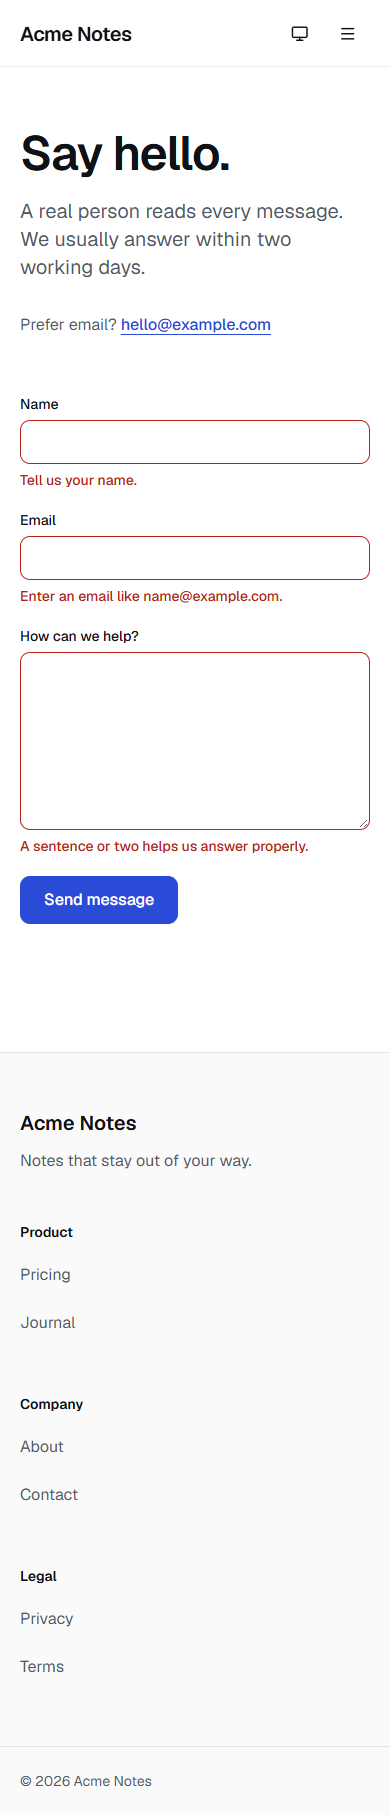 Acme Notes
Say hello.
A real person reads every message.
We usually answer within two
working days.
Prefer email? hello@example.com
Name
Tell us your name.
Email
Enter an email like name@example.com.
How can we help?
A sentence or two helps us answer properly.
Send message
Acme Notes
Notes that stay out of your way.
Product
Pricing
Journal
Company
About
Contact
Legal
Privacy
Terms
© 2026 Acme Notes